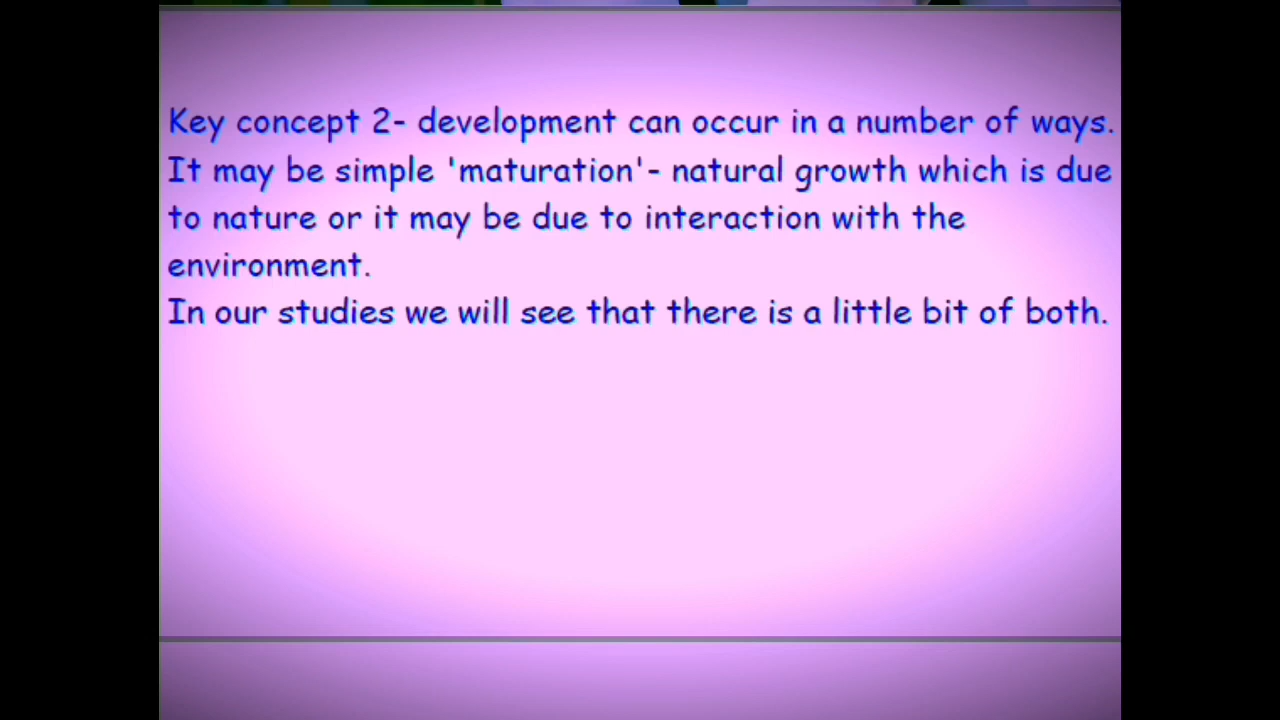 Key concept 2- development can occur in a number of ways.
It may be simple 'maturation'- natural growth which is due
to nature or it may be due to interaction with the
environment.
In our studies we will see that there is a little bit of both.